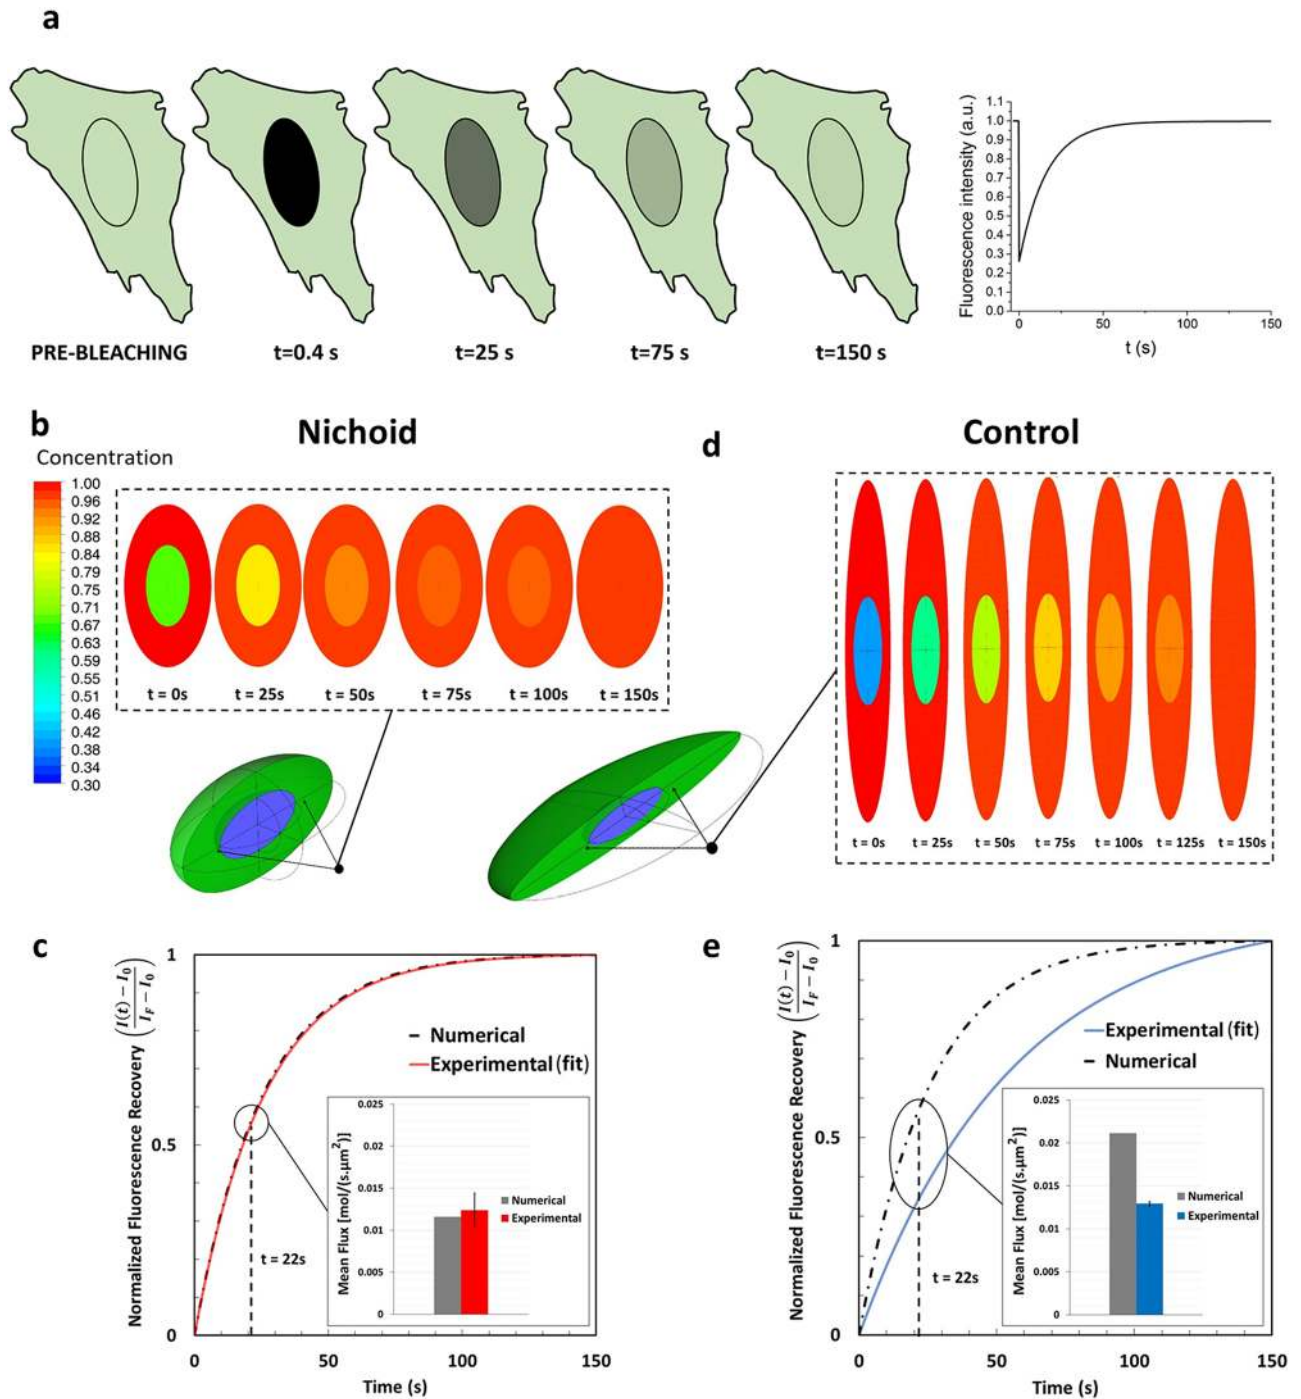 a
PRE-BLEACHING
t=0.4 s
t=25 s
t=75 s
t=150 s
Fluorescence intensity (a.u.)
1.1
1.0
0.9
0.8
0.7
0.6
0.5
0.4
0.3
0.2
0.1
0.0
0 50 100 150
t (s)
b
Nichoid
Concentration
1.00
0.96
0.92
0.88
0.84
0.80
0.75
0.71
0.67
0.63
0.59
0.55
0.51
0.46
0.42
0.38
0.34
0.30
t = 0s
t = 25s
t = 50s
t = 75s
t = 100s
t = 150s
d
Control
t = 0s
t = 25s
t = 50s
t = 75s
t = 100s
t = 125s
t = 150s
c
Normalized Fluorescence Recovery (I(t) − I₀ / I_F − I₀)
1
0.5
0
Numerical
Experimental (fit)
t = 22s
Mean Flux [mol/(s.µm²)]
0.025
0.02
0.015
0.01
0.005
0
Numerical
Experimental
0 50 100 150
Time (s)
e
Normalized Fluorescence Recovery (I(t) − I₀ / I_F − I₀)
1
0.5
0
Experimental (fit)
Numerical
t = 22s
Mean Flux [mol/(s.µm²)]
0.025
0.02
0.015
0.01
0.005
0
Numerical
Experimental
0 50 100 150
Time (s)